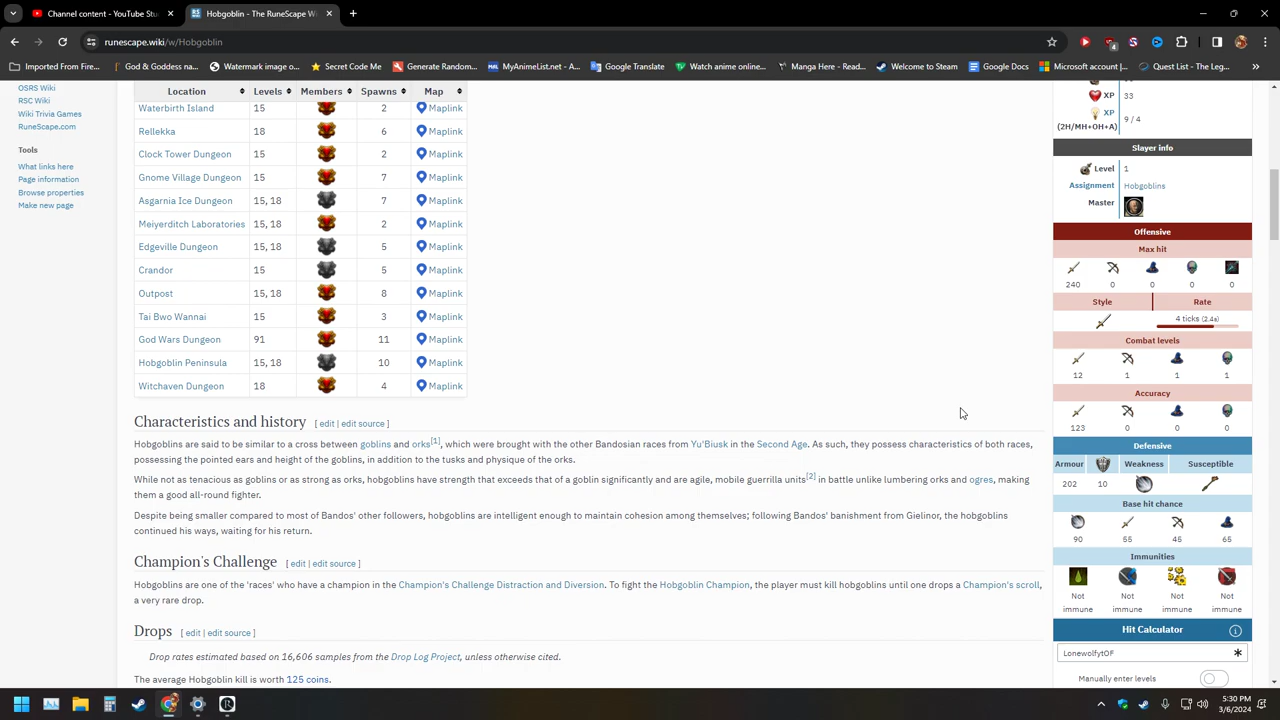 Channel content - YouTube Stu
Hobgoblin - The RuneScape Wi
runescape.wiki/w/Hobgoblin
Imported From Fire...
God & Goddess na...
Watermark image o...
Secret Code Me
Generate Random...
MyAnimeList.net - A...
Google Translate
Watch anime online...
Manga Here - Read...
Welcome to Steam
Google Docs
Microsoft account |...
Quest List - The Leg...
OSRS Wiki
RSC Wiki
Wiki Trivia Games
RuneScape.com
Tools
What links here
Page information
Browse properties
Make new page
Location Levels Members Spawns Map
Waterbirth Island 15 2 Maplink
Rellekka 18 6 Maplink
Clock Tower Dungeon 15 2 Maplink
Gnome Village Dungeon 15 7 Maplink
Asgarnia Ice Dungeon 15, 18 7 Maplink
Meiyerditch Laboratories 15, 18 2 Maplink
Edgeville Dungeon 15, 18 5 Maplink
Crandor 15 5 Maplink
Outpost 15, 18 8 Maplink
Tai Bwo Wannai 15 3 Maplink
God Wars Dungeon 91 11 Maplink
Hobgoblin Peninsula 15, 18 10 Maplink
Witchaven Dungeon 18 4 Maplink
Characteristics and history [ edit | edit source ]
Hobgoblins are said to be similar to a cross between goblins and orks[1], which were brought with the other Bandosian races from Yu'Biusk in the Second Age. As such, they possess characteristics of both races,
possessing the pointed ears and height of the goblins, in addition to the head and physique of the orks.
While not as tenacious as goblins or as strong as orks, hobgoblins have strength that exceeds that of a goblin significantly and are agile, mobile guerrilla units[2] in battle unlike lumbering orks and ogres, making
them a good all-round fighter.
Despite being smaller compared to most of Bandos' other followers, hobgoblins are intelligent enough to maintain cohesion among themselves; following Bandos' banishment from Gielinor, the hobgoblins
continued his ways, waiting for his return.
Champion's Challenge [ edit | edit source ]
Hobgoblins are one of the 'races' who have a champion in the Champion's Challenge Distraction and Diversion. To fight the Hobgoblin Champion, the player must kill hobgoblins until one drops a Champion's scroll,
a very rare drop.
Drops [ edit | edit source ]
Drop rates estimated based on 16,606 samples from the Drop Log Project, unless otherwise cited.
The average Hobgoblin kill is worth 125 coins.
XP 33
XP 9 / 4
(2H/MH+OH+A)
Slayer info
Level 1
Assignment Hobgoblins
Master
Offensive
Max hit
240 0 0 0 0
Style Rate
4 ticks (2.4s)
Combat levels
12 1 1 1
Accuracy
123 0 0 0
Defensive
Armour Weakness Susceptible
202 10
Base hit chance
90 55 45 65
Immunities
Not immune Not immune Not immune Not immune
Hit Calculator
LonewolfytOF
Manually enter levels
5:30 PM
3/6/2024